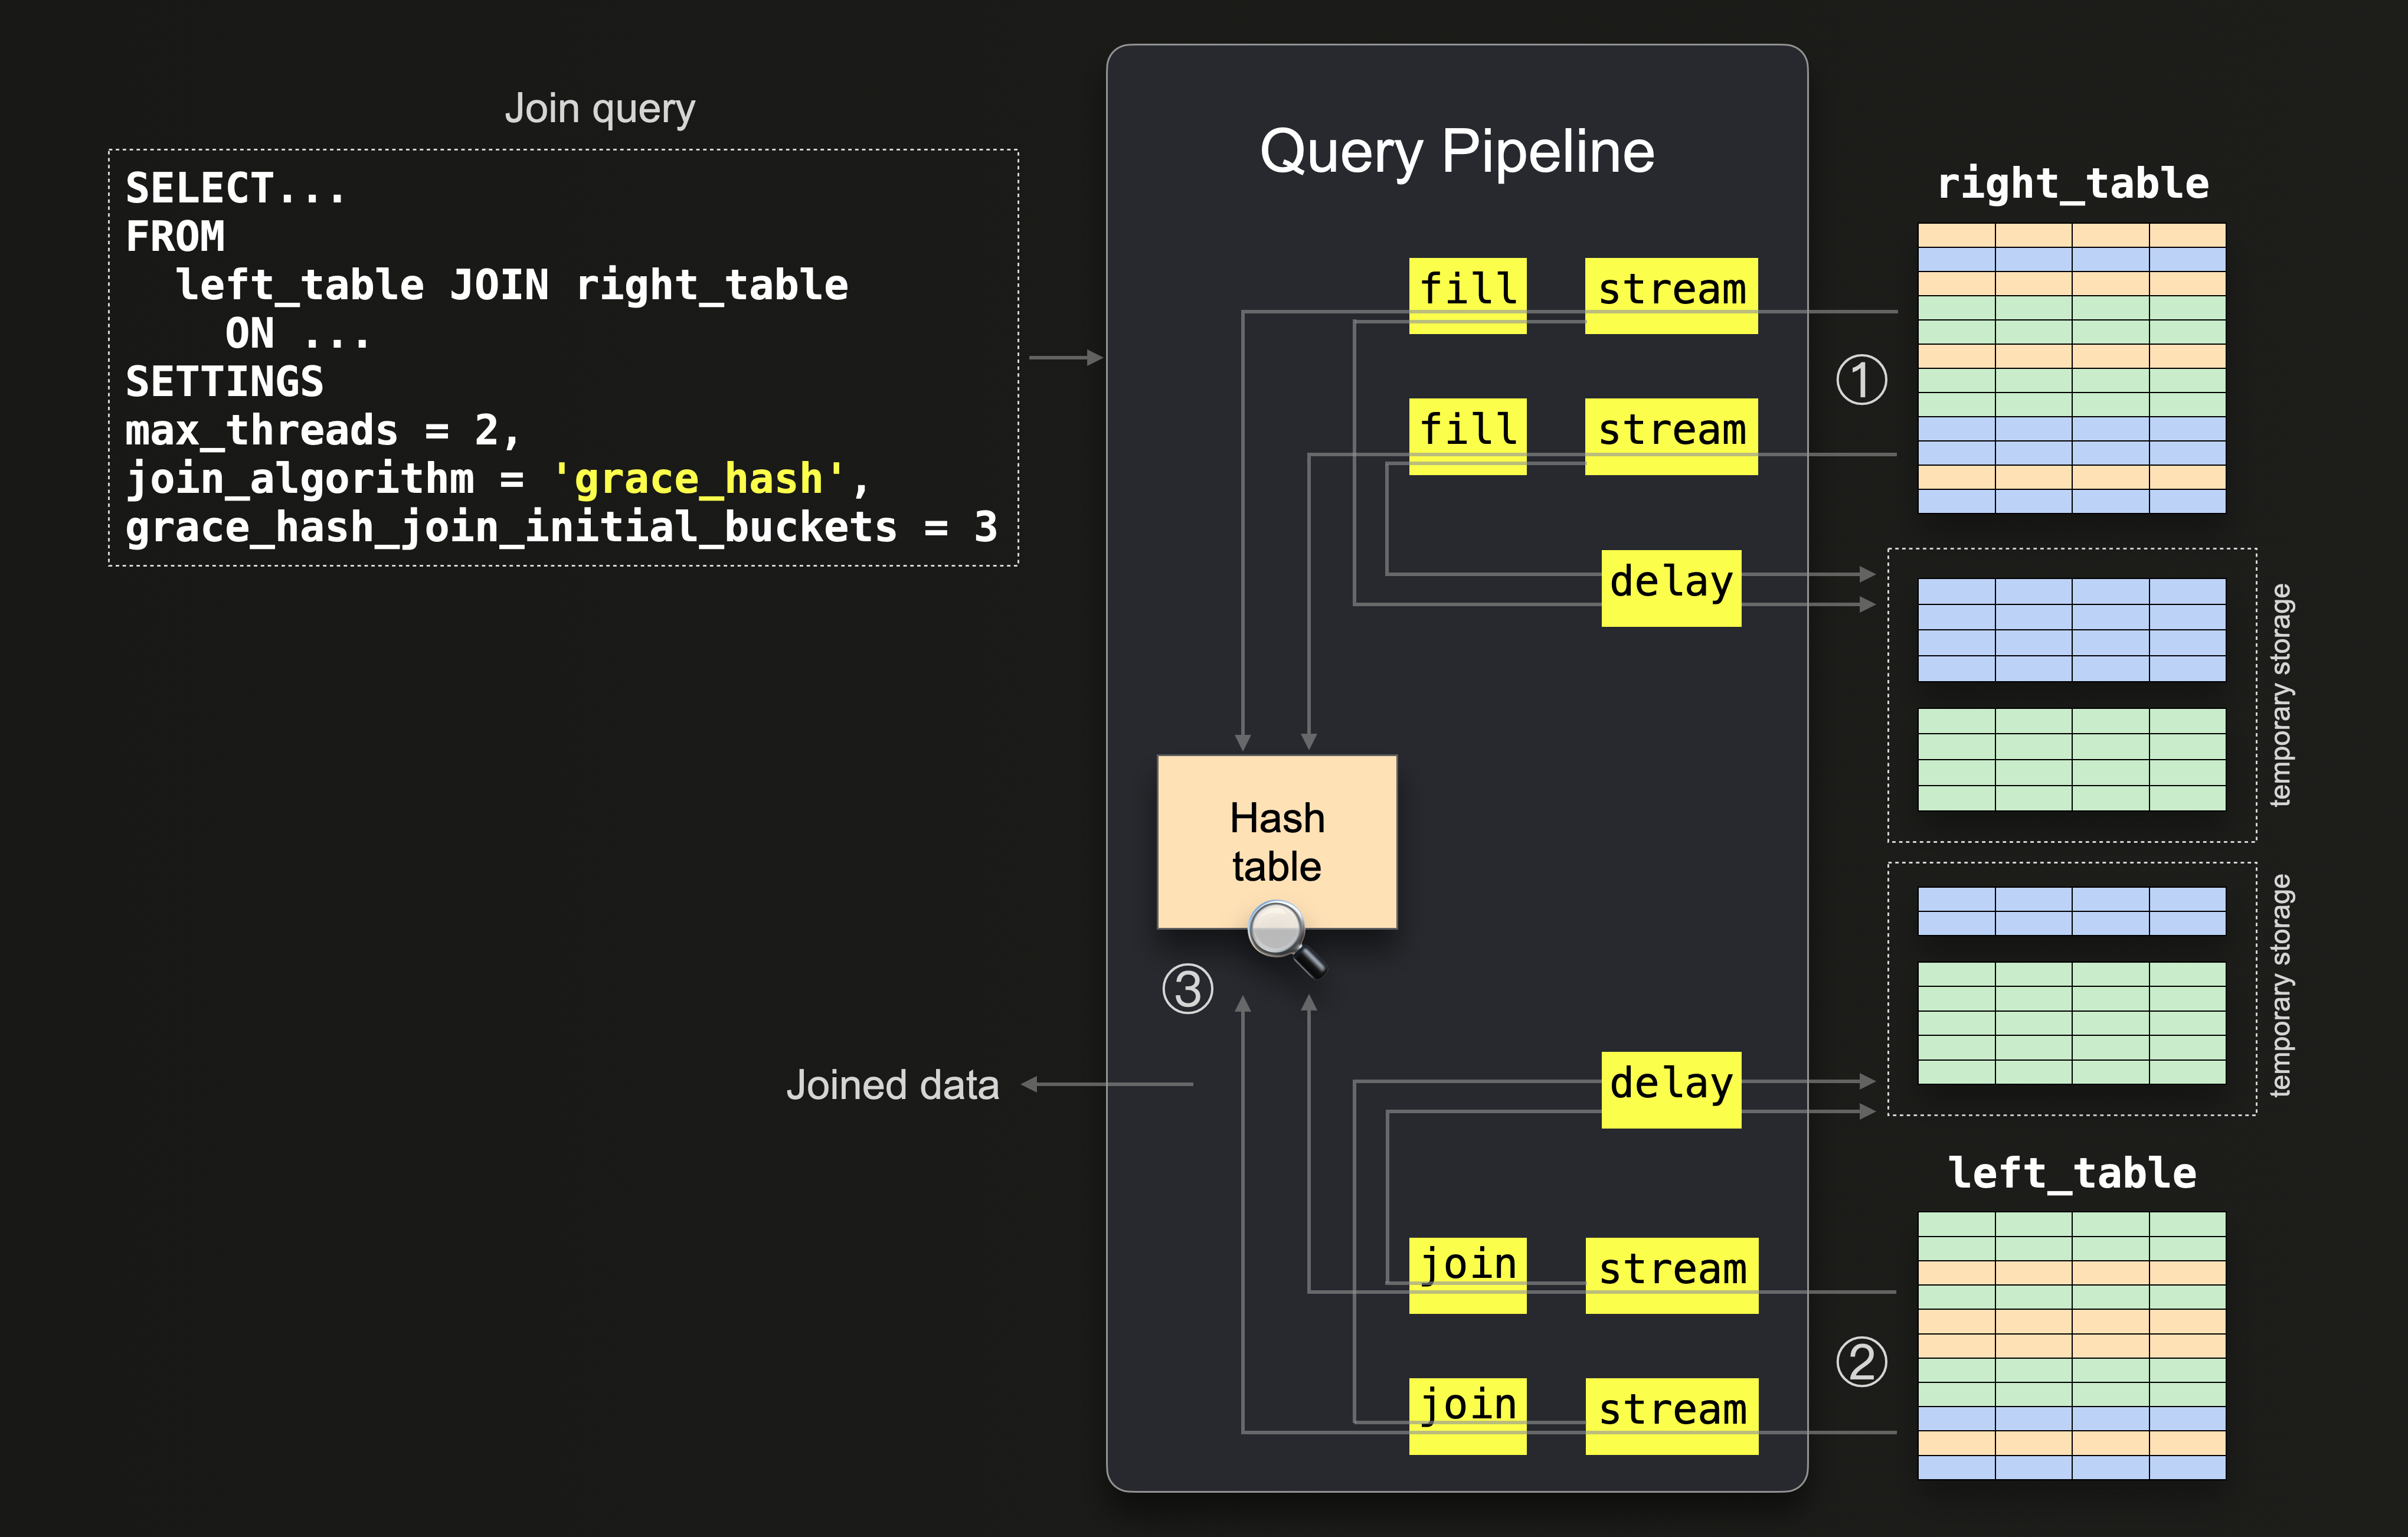 Join query
SELECT...
FROM
  left_table JOIN right_table
    ON ...
SETTINGS
max_threads = 2,
join_algorithm = 'grace_hash',
grace_hash_join_initial_buckets = 3
Query Pipeline
right_table
fill
stream
①
fill
stream
delay
temporary storage
Hash
table
temporary storage
③
Joined data
delay
left_table
join
stream
②
join
stream